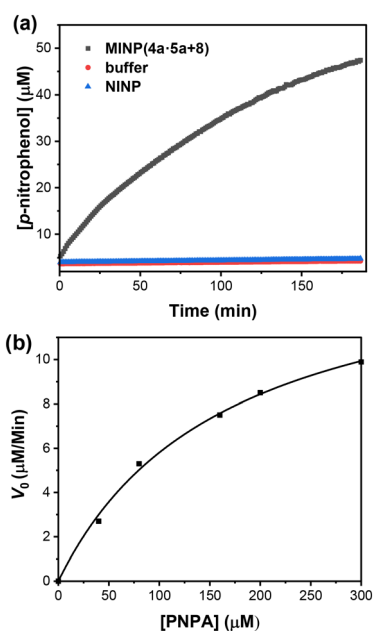 (a)
MINP(4a·5a+8)
buffer
NINP
[p-nitrophenol] (μM)
50
40
30
20
10
0
50
100
150
Time (min)
(b)
V₀ (μM/Min)
10
8
6
4
2
0
0
50
100
150
200
250
300
[PNPA] (μM)